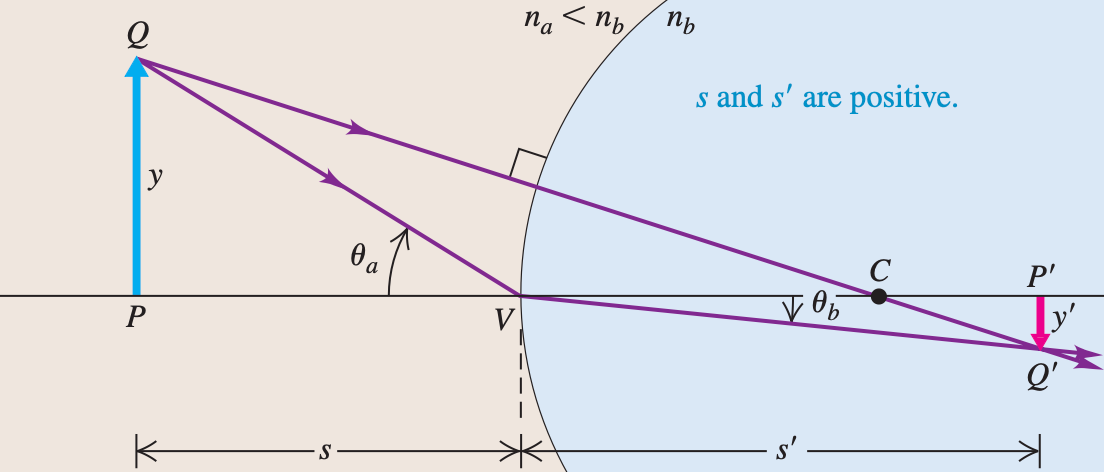 n_a < n_b
n_b
Q
s and s′ are positive.
y
θ_a
C
P′
P
V
θ_b
y′
Q′
s
s′